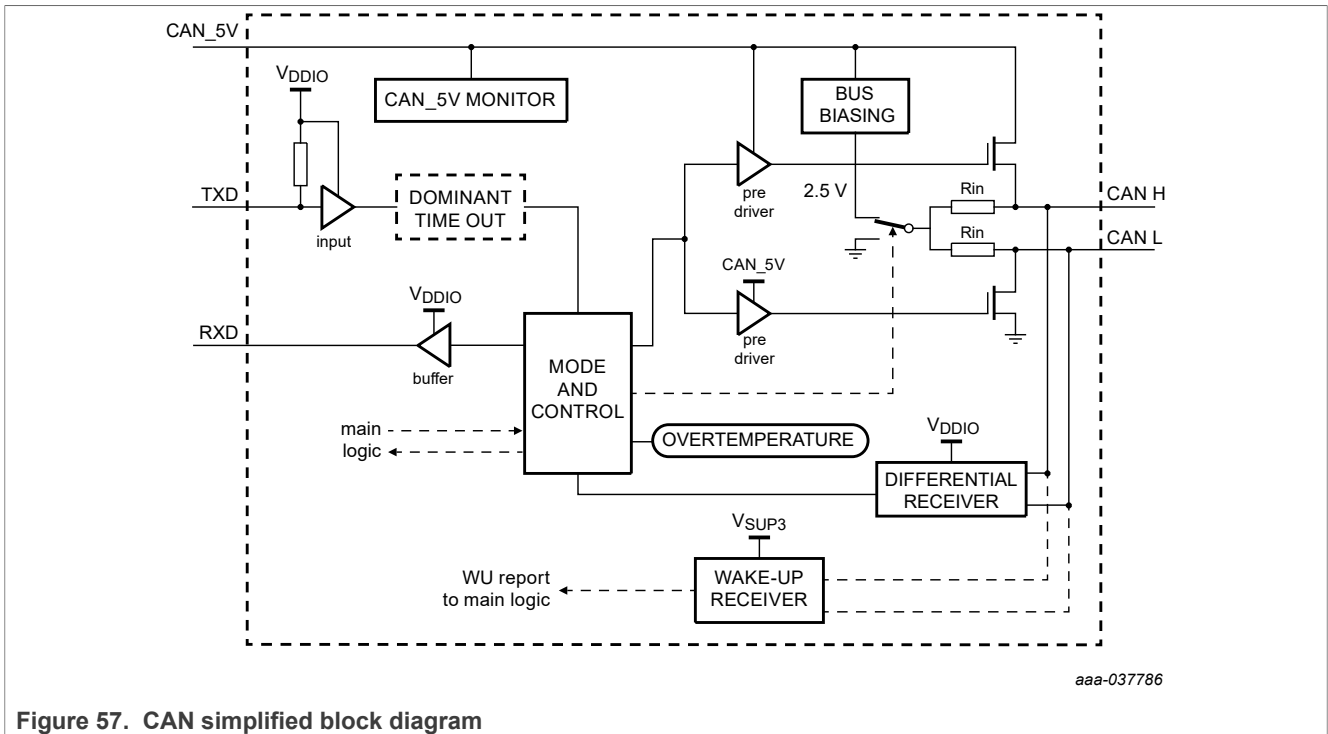 CAN_5V
VDDIO
CAN_5V MONITOR
BUS
BIASING
TXD
input
DOMINANT
TIME OUT
pre
driver
2.5 V
Rin
CAN H
Rin
CAN L
CAN_5V
pre
driver
VDDIO
RXD
buffer
MODE
AND
CONTROL
main
logic
OVERTEMPERATURE
VDDIO
DIFFERENTIAL
RECEIVER
VSUP3
WAKE-UP
RECEIVER
WU report
to main logic
aaa-037786
Figure 57. CAN simplified block diagram